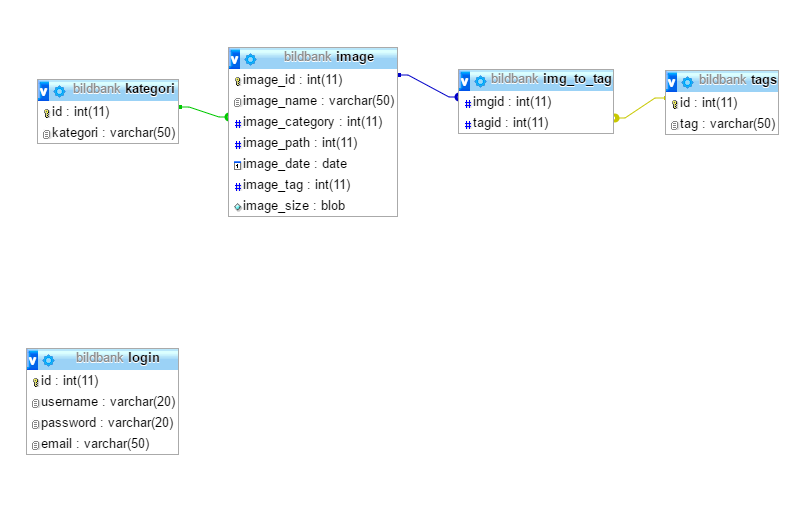 bildbank kategori
id : int(11)
kategori : varchar(50)
v bildbank image
image_id : int(11)
image_name : varchar(50)
image_category : int(11)
image_path : int(11)
image_date : date
image_tag : int(11)
image_size : blob
v bildbank img_to_tag
imgid : int(11)
tagid : int(11)
v bildbank tags
id : int(11)
tag : varchar(50)
v bildbank login
id : int(11)
username : varchar(20)
password : varchar(20)
email : varchar(50)